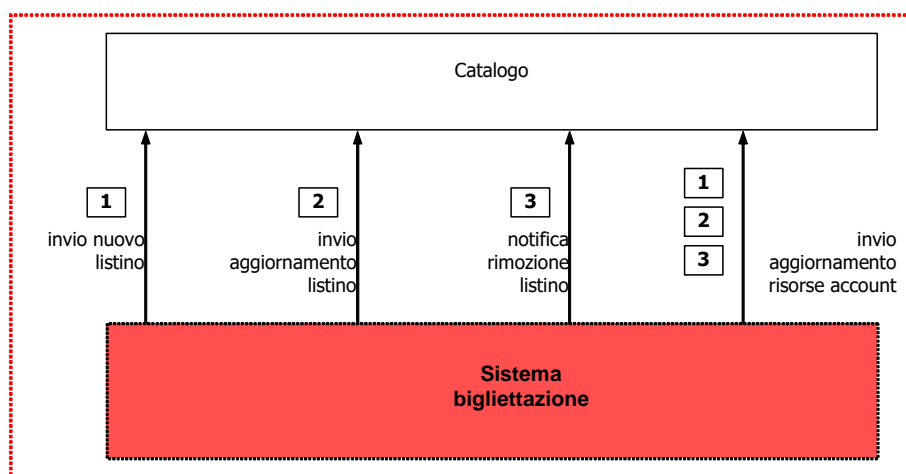 Catalogo
1
invio nuovo
listino
2
invio
aggiornamento
listino
3
notifica
rimozione
listino
1
2
3
invio
aggiornamento
risorse account
Sistema
bigliettazione